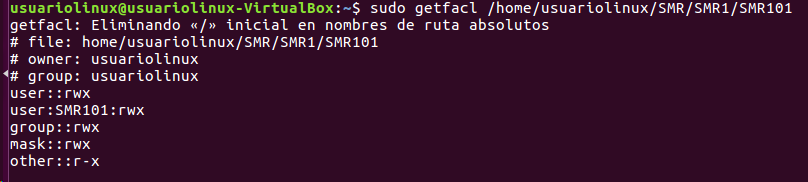 usuariolinux@usuariolinux-VirtualBox:~$ sudo getfacl /home/usuariolinux/SMR/SMR1/SMR101
getfacl: Eliminando «/» inicial en nombres de ruta absolutos
# file: home/usuariolinux/SMR/SMR1/SMR101
# owner: usuariolinux
# group: usuariolinux
user::rwx
user:SMR101:rwx
group::rwx
mask::rwx
other::r-x